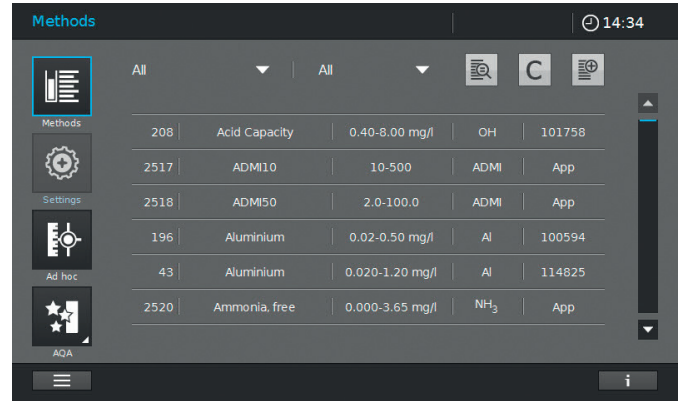 Methods
14:34
All
All
C
Methods
208 Acid Capacity 0.40-8.00 mg/l OH 101758
2517 ADMI10 10-500 ADMI App
Settings
2518 ADMI50 2.0-100.0 ADMI App
196 Aluminium 0.02-0.50 mg/l Al 100594
Ad hoc
43 Aluminium 0.020-1.20 mg/l Al 114825
2520 Ammonia, free 0.000-3.65 mg/l NH3 App
AQA
i